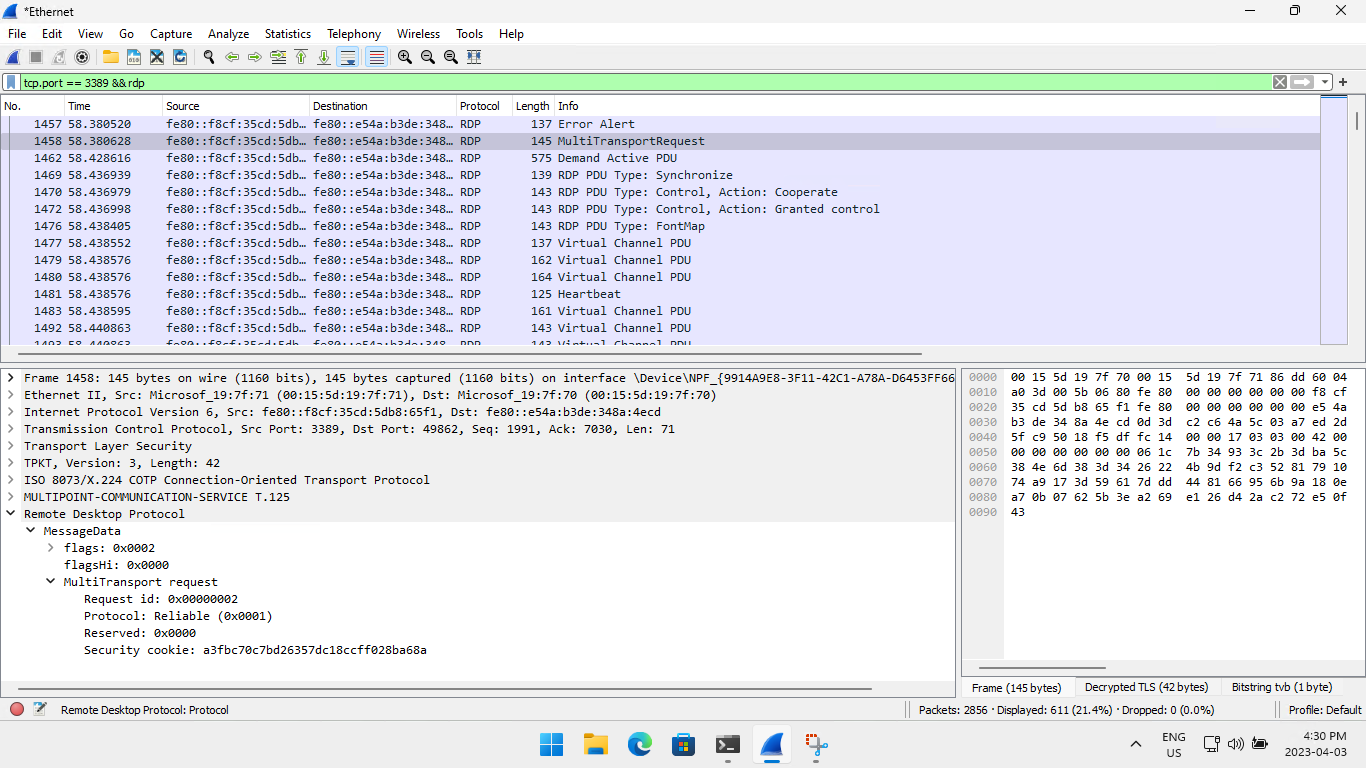 *Ethernet
File Edit View Go Capture Analyze Statistics Telephony Wireless Tools Help
tcp.port == 3389 && rdp
No. Time Source Destination Protocol Length Info
1457 58.380520 fe80::f8cf:35cd:5db… fe80::e54a:b3de:348… RDP 137 Error Alert
1458 58.380628 fe80::f8cf:35cd:5db… fe80::e54a:b3de:348… RDP 145 MultiTransportRequest
1462 58.428616 fe80::f8cf:35cd:5db… fe80::e54a:b3de:348… RDP 575 Demand Active PDU
1469 58.436939 fe80::f8cf:35cd:5db… fe80::e54a:b3de:348… RDP 139 RDP PDU Type: Synchronize
1470 58.436979 fe80::f8cf:35cd:5db… fe80::e54a:b3de:348… RDP 143 RDP PDU Type: Control, Action: Cooperate
1472 58.436998 fe80::f8cf:35cd:5db… fe80::e54a:b3de:348… RDP 143 RDP PDU Type: Control, Action: Granted control
1476 58.438405 fe80::f8cf:35cd:5db… fe80::e54a:b3de:348… RDP 143 RDP PDU Type: FontMap
1477 58.438552 fe80::f8cf:35cd:5db… fe80::e54a:b3de:348… RDP 137 Virtual Channel PDU
1479 58.438576 fe80::f8cf:35cd:5db… fe80::e54a:b3de:348… RDP 162 Virtual Channel PDU
1480 58.438576 fe80::f8cf:35cd:5db… fe80::e54a:b3de:348… RDP 164 Virtual Channel PDU
1481 58.438576 fe80::f8cf:35cd:5db… fe80::e54a:b3de:348… RDP 125 Heartbeat
1483 58.438595 fe80::f8cf:35cd:5db… fe80::e54a:b3de:348… RDP 161 Virtual Channel PDU
1492 58.440863 fe80::f8cf:35cd:5db… fe80::e54a:b3de:348… RDP 143 Virtual Channel PDU
Frame 1458: 145 bytes on wire (1160 bits), 145 bytes captured (1160 bits) on interface \Device\NPF_{9914A9E8-3F11-42C1-A78A-D6453FF66
Ethernet II, Src: Microsof_19:7f:71 (00:15:5d:19:7f:71), Dst: Microsof_19:7f:70 (00:15:5d:19:7f:70)
Internet Protocol Version 6, Src: fe80::f8cf:35cd:5db8:65f1, Dst: fe80::e54a:b3de:348a:4ecd
Transmission Control Protocol, Src Port: 3389, Dst Port: 49862, Seq: 1991, Ack: 7030, Len: 71
Transport Layer Security
TPKT, Version: 3, Length: 42
ISO 8073/X.224 COTP Connection-Oriented Transport Protocol
MULTIPOINT-COMMUNICATION-SERVICE T.125
Remote Desktop Protocol
MessageData
flags: 0x0002
flagsHi: 0x0000
MultiTransport request
Request id: 0x00000002
Protocol: Reliable (0x0001)
Reserved: 0x0000
Security cookie: a3fbc70c7bd26357dc18ccff028ba68a
0000 00 15 5d 19 7f 70 00 15 5d 19 7f 71 86 dd 60 04
0010 a0 3d 00 5b 06 80 fe 80 00 00 00 00 00 00 f8 cf
0020 35 cd 5d b8 65 f1 fe 80 00 00 00 00 00 00 e5 4a
0030 b3 de 34 8a 4e cd 0d 3d c2 c6 4a 5c 03 a7 ed 2d
0040 5f c9 50 18 f5 df fc 14 00 00 17 03 03 00 42 00
0050 00 00 00 00 00 00 06 1c 7b 34 93 3c 2b 3d ba 5c
0060 38 4e 6d 38 3d 34 26 22 4b 9d f2 c3 52 81 79 10
0070 74 a9 17 3d 59 61 7d dd 44 81 66 95 6b 9a 18 0e
0080 a7 0b 07 62 5b 3e a2 69 e1 26 d4 2a c2 72 e5 0f
0090 43
Frame (145 bytes) Decrypted TLS (42 bytes) Bitstring tvb (1 byte)
Remote Desktop Protocol: Protocol
Packets: 2856 · Displayed: 611 (21.4%) · Dropped: 0 (0.0%)
Profile: Default
ENG
US
4:30 PM
2023-04-03